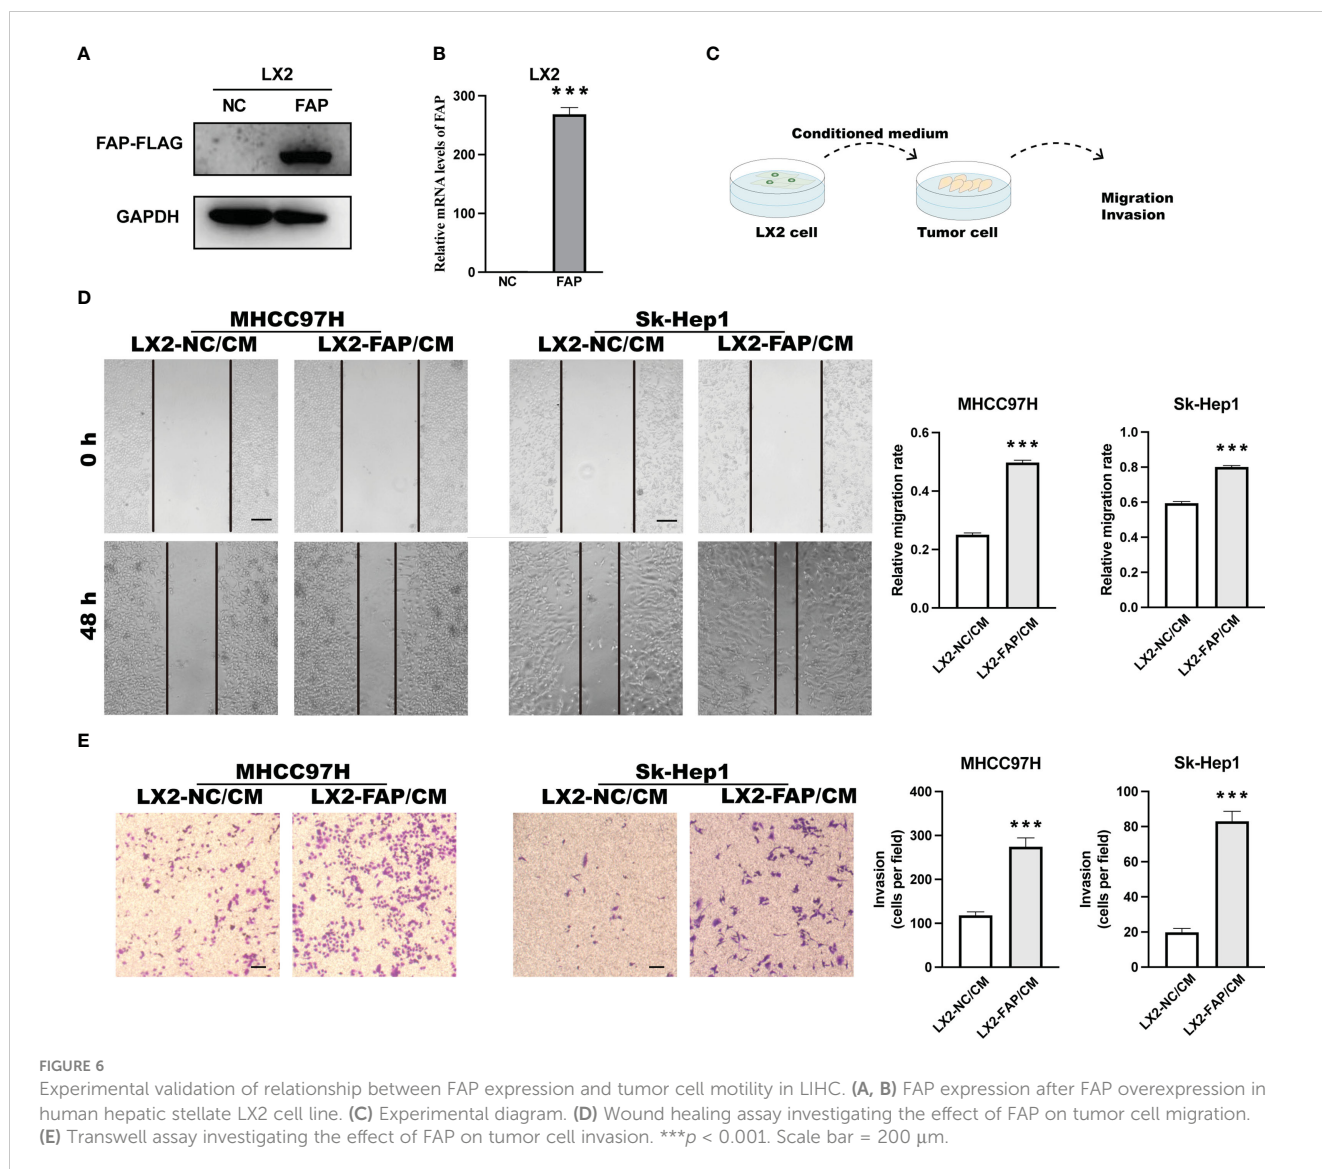 A
LX2
NC FAP
FAP-FLAG
GAPDH
B
LX2
***
Relative mRNA levels of FAP
300
200
100
0
NC FAP
C
Conditioned medium
LX2 cell
Tumor cell
Migration
Invasion
D
MHCC97H
LX2-NC/CM LX2-FAP/CM
Sk-Hep1
LX2-NC/CM LX2-FAP/CM
0 h
48 h
MHCC97H
Relative migration rate
0.6
0.4
0.2
0.0
***
LX2-NC/CM
LX2-FAP/CM
Sk-Hep1
Relative migration rate
1.0
0.8
0.6
0.4
0.2
0.0
***
LX2-NC/CM
LX2-FAP/CM
E
MHCC97H
LX2-NC/CM LX2-FAP/CM
Sk-Hep1
LX2-NC/CM LX2-FAP/CM
MHCC97H
Invasion
(cells per field)
400
300
200
100
0
***
LX2-NC/CM
LX2-FAP/CM
Sk-Hep1
Invasion
(cells per field)
100
80
60
40
20
0
***
LX2-NC/CM
LX2-FAP/CM
FIGURE 6
Experimental validation of relationship between FAP expression and tumor cell motility in LIHC. (A, B) FAP expression after FAP overexpression in
human hepatic stellate LX2 cell line. (C) Experimental diagram. (D) Wound healing assay investigating the effect of FAP on tumor cell migration.
(E) Transwell assay investigating the effect of FAP on tumor cell invasion. ***p < 0.001. Scale bar = 200 μm.